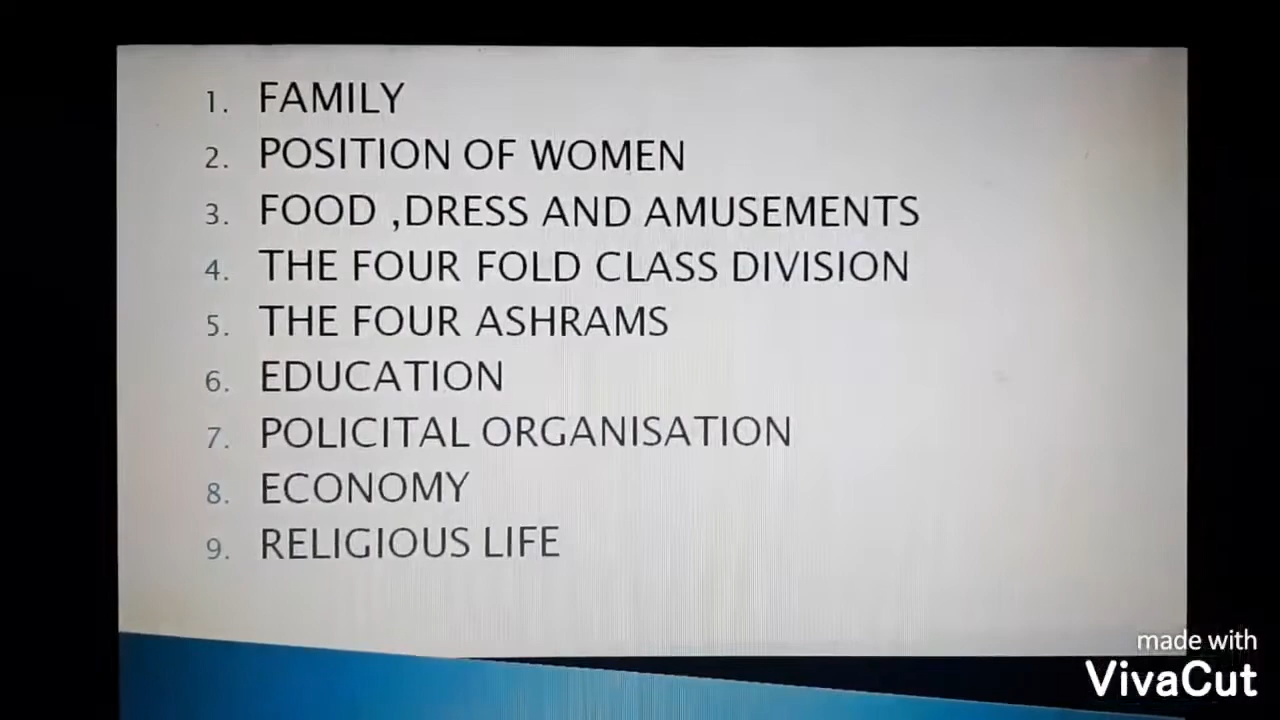 1. FAMILY
2. POSITION OF WOMEN
3. FOOD ,DRESS AND AMUSEMENTS
4. THE FOUR FOLD CLASS DIVISION
5. THE FOUR ASHRAMS
6. EDUCATION
7. POLICITAL ORGANISATION
8. ECONOMY
9. RELIGIOUS LIFE
made with
VivaCut